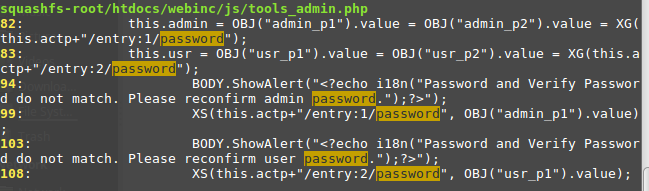 squashfs-root/htdocs/webinc/js/tools_admin.php
82:             this.admin = OBJ("admin_p1").value = OBJ("admin_p2").value = XG(
this.actp+"/entry:1/password");
83:             this.usr = OBJ("usr_p1").value = OBJ("usr_p2").value = XG(this.a
ctp+"/entry:2/password");
94:                     BODY.ShowAlert("<?echo i18n("Password and Verify Passwor
d do not match. Please reconfirm admin password.");?>");
99:                     XS(this.actp+"/entry:1/password", OBJ("admin_p1").value)
;
103:                    BODY.ShowAlert("<?echo i18n("Password and Verify Passwor
d do not match. Please reconfirm user password.");?>");
108:                    XS(this.actp+"/entry:2/password", OBJ("usr_p1").value);